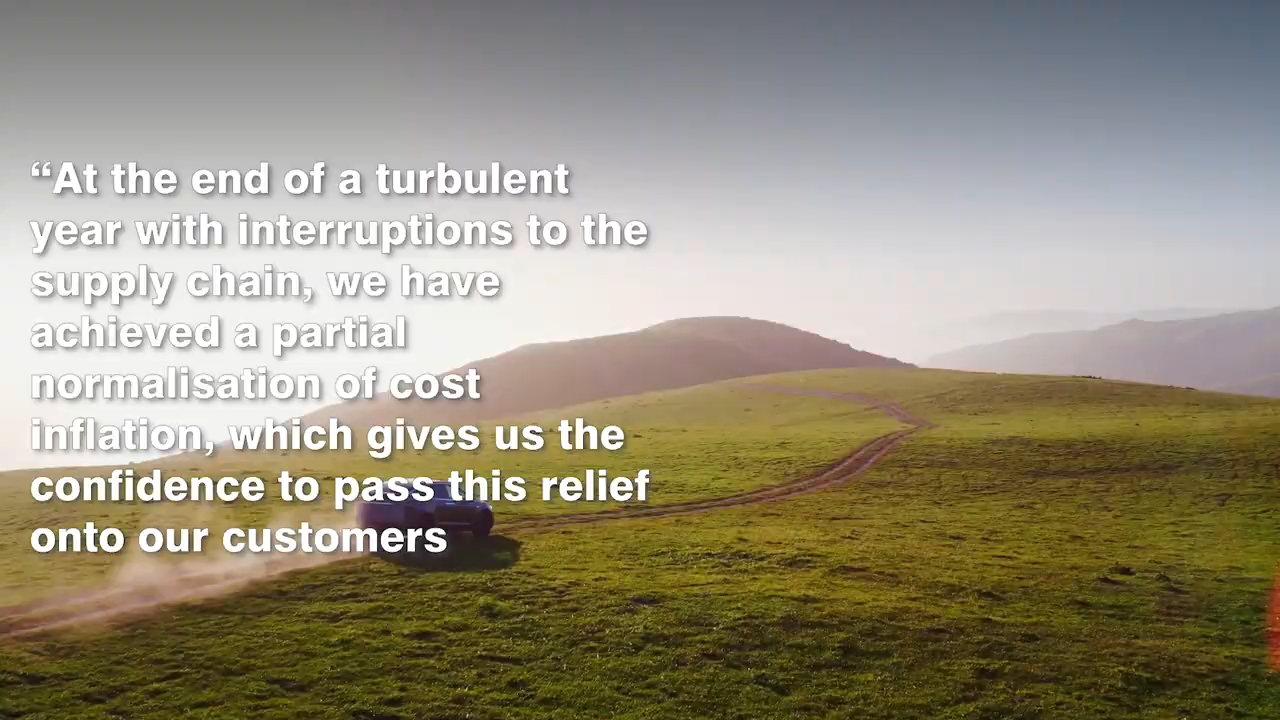 “At the end of a turbulent
year with interruptions to the
supply chain, we have
achieved a partial
normalisation of cost
inflation, which gives us the
confidence to pass this relief
onto our customers